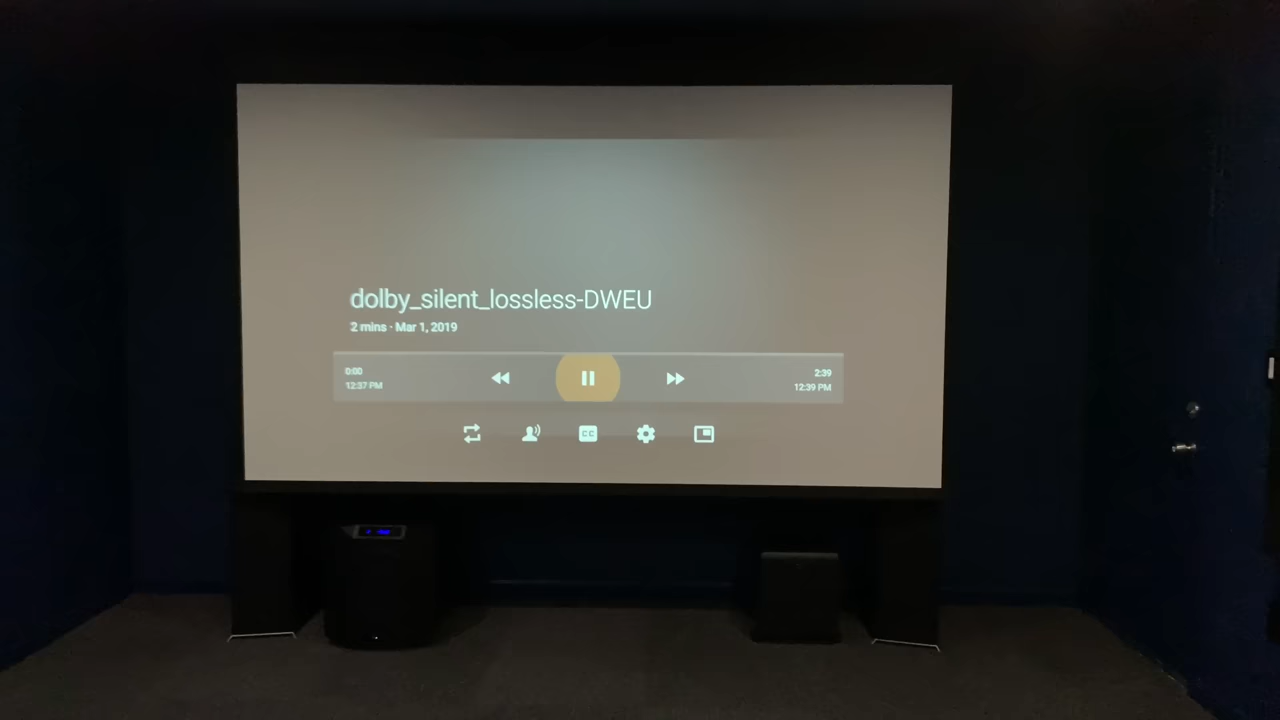 dolby_silent_lossless-DWEU
2 mins · Mar 1, 2019
0:00
2:39
12:37 PM
12:39 PM
CC